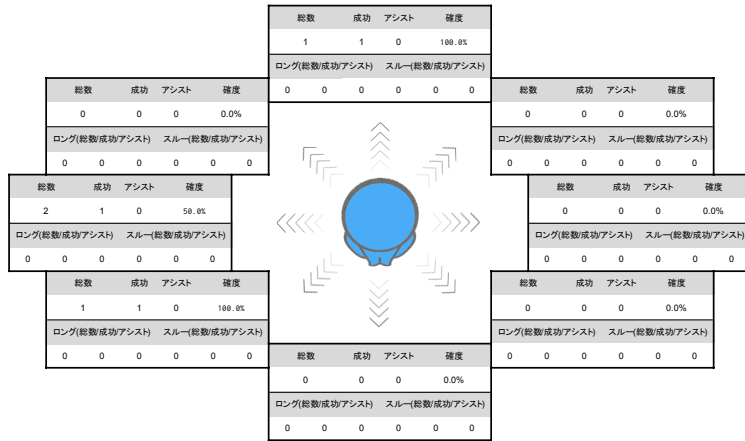 総数 成功 アシスト 確度
1 1 0 100.0%
ロング(総数/成功/アシスト) スルー(総数/成功/アシスト)
0 0 0 0 0 0
総数 成功 アシスト 確度
0 0 0 0.0%
ロング(総数/成功/アシスト) スルー(総数/成功/アシスト)
0 0 0 0 0 0
総数 成功 アシスト 確度
0 0 0 0.0%
ロング(総数/成功/アシスト) スルー(総数/成功/アシスト)
0 0 0 0 0 0
総数 成功 アシスト 確度
2 1 0 50.0%
ロング(総数/成功/アシスト) スルー(総数/成功/アシスト)
0 0 0 0 0 0
総数 成功 アシスト 確度
0 0 0 0.0%
ロング(総数/成功/アシスト) スルー(総数/成功/アシスト)
0 0 0 0 0 0
総数 成功 アシスト 確度
1 1 0 100.0%
ロング(総数/成功/アシスト) スルー(総数/成功/アシスト)
0 0 0 0 0 0
総数 成功 アシスト 確度
0 0 0 0.0%
ロング(総数/成功/アシスト) スルー(総数/成功/アシスト)
0 0 0 0 0 0
総数 成功 アシスト 確度
0 0 0 0.0%
ロング(総数/成功/アシスト) スルー(総数/成功/アシスト)
0 0 0 0 0 0